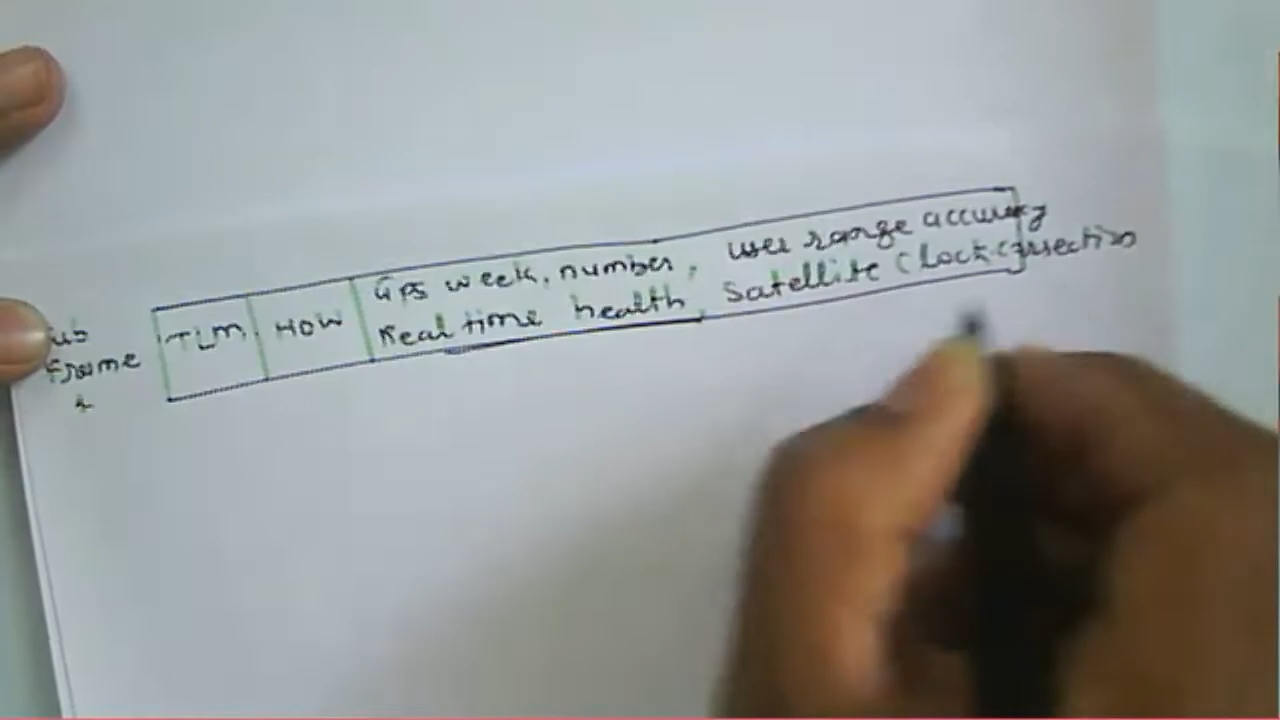 Sub
Frame
1
TLM
HOW
GPS week, number, user range accuracy
Real time health, Satellite Clock correction